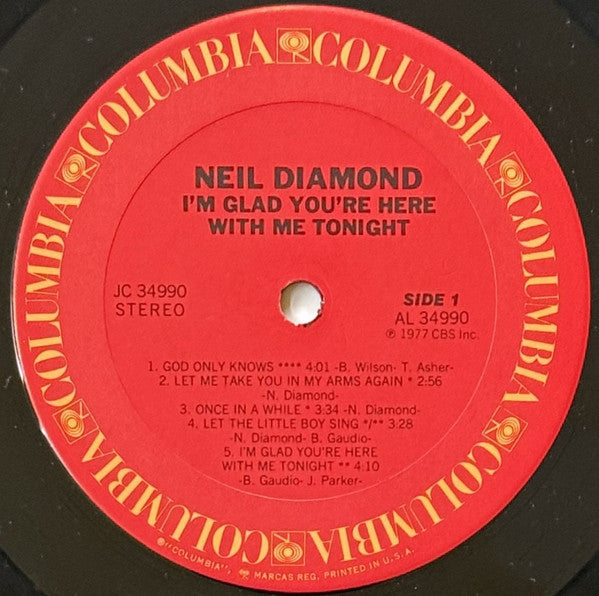 COLUMBIA COLUMBIA COLUMBIA COLUMBIA COLUMBIA COLUMBIA COLUMBIA COLUMBIA
NEIL DIAMOND
I'M GLAD YOU'RE HERE
WITH ME TONIGHT
JC 34990
STEREO
SIDE 1
AL 34990
℗ 1977 CBS Inc.
1. GOD ONLY KNOWS **** 4:01 -B. Wilson- T. Asher-
2. LET ME TAKE YOU IN MY ARMS AGAIN * 2:56
-N. Diamond-
3. ONCE IN A WHILE * 3:34 -N. Diamond-
4. LET THE LITTLE BOY SING */** 3:28
-N. Diamond- B. Gaudio-
5. I'M GLAD YOU'RE HERE
WITH ME TONIGHT ** 4:10
-B. Gaudio- J. Parker-
®"COLUMBIA", MARCAS REG. PRINTED IN U.S.A.